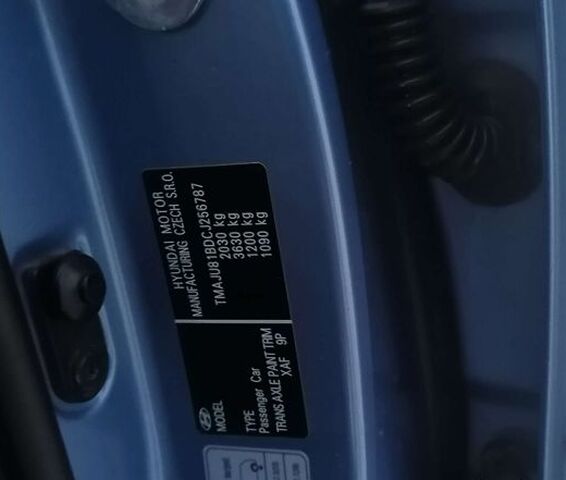 HYUNDAI MOTOR
MANUFACTURING CZECH S.R.O.
TMAJU81BDCJ256787
2030 kg
3630 kg
1200 kg
1090 kg
MODEL
TYPE
Passenger Car
TRANS AXLE PAINT TRIM
XAF 9P